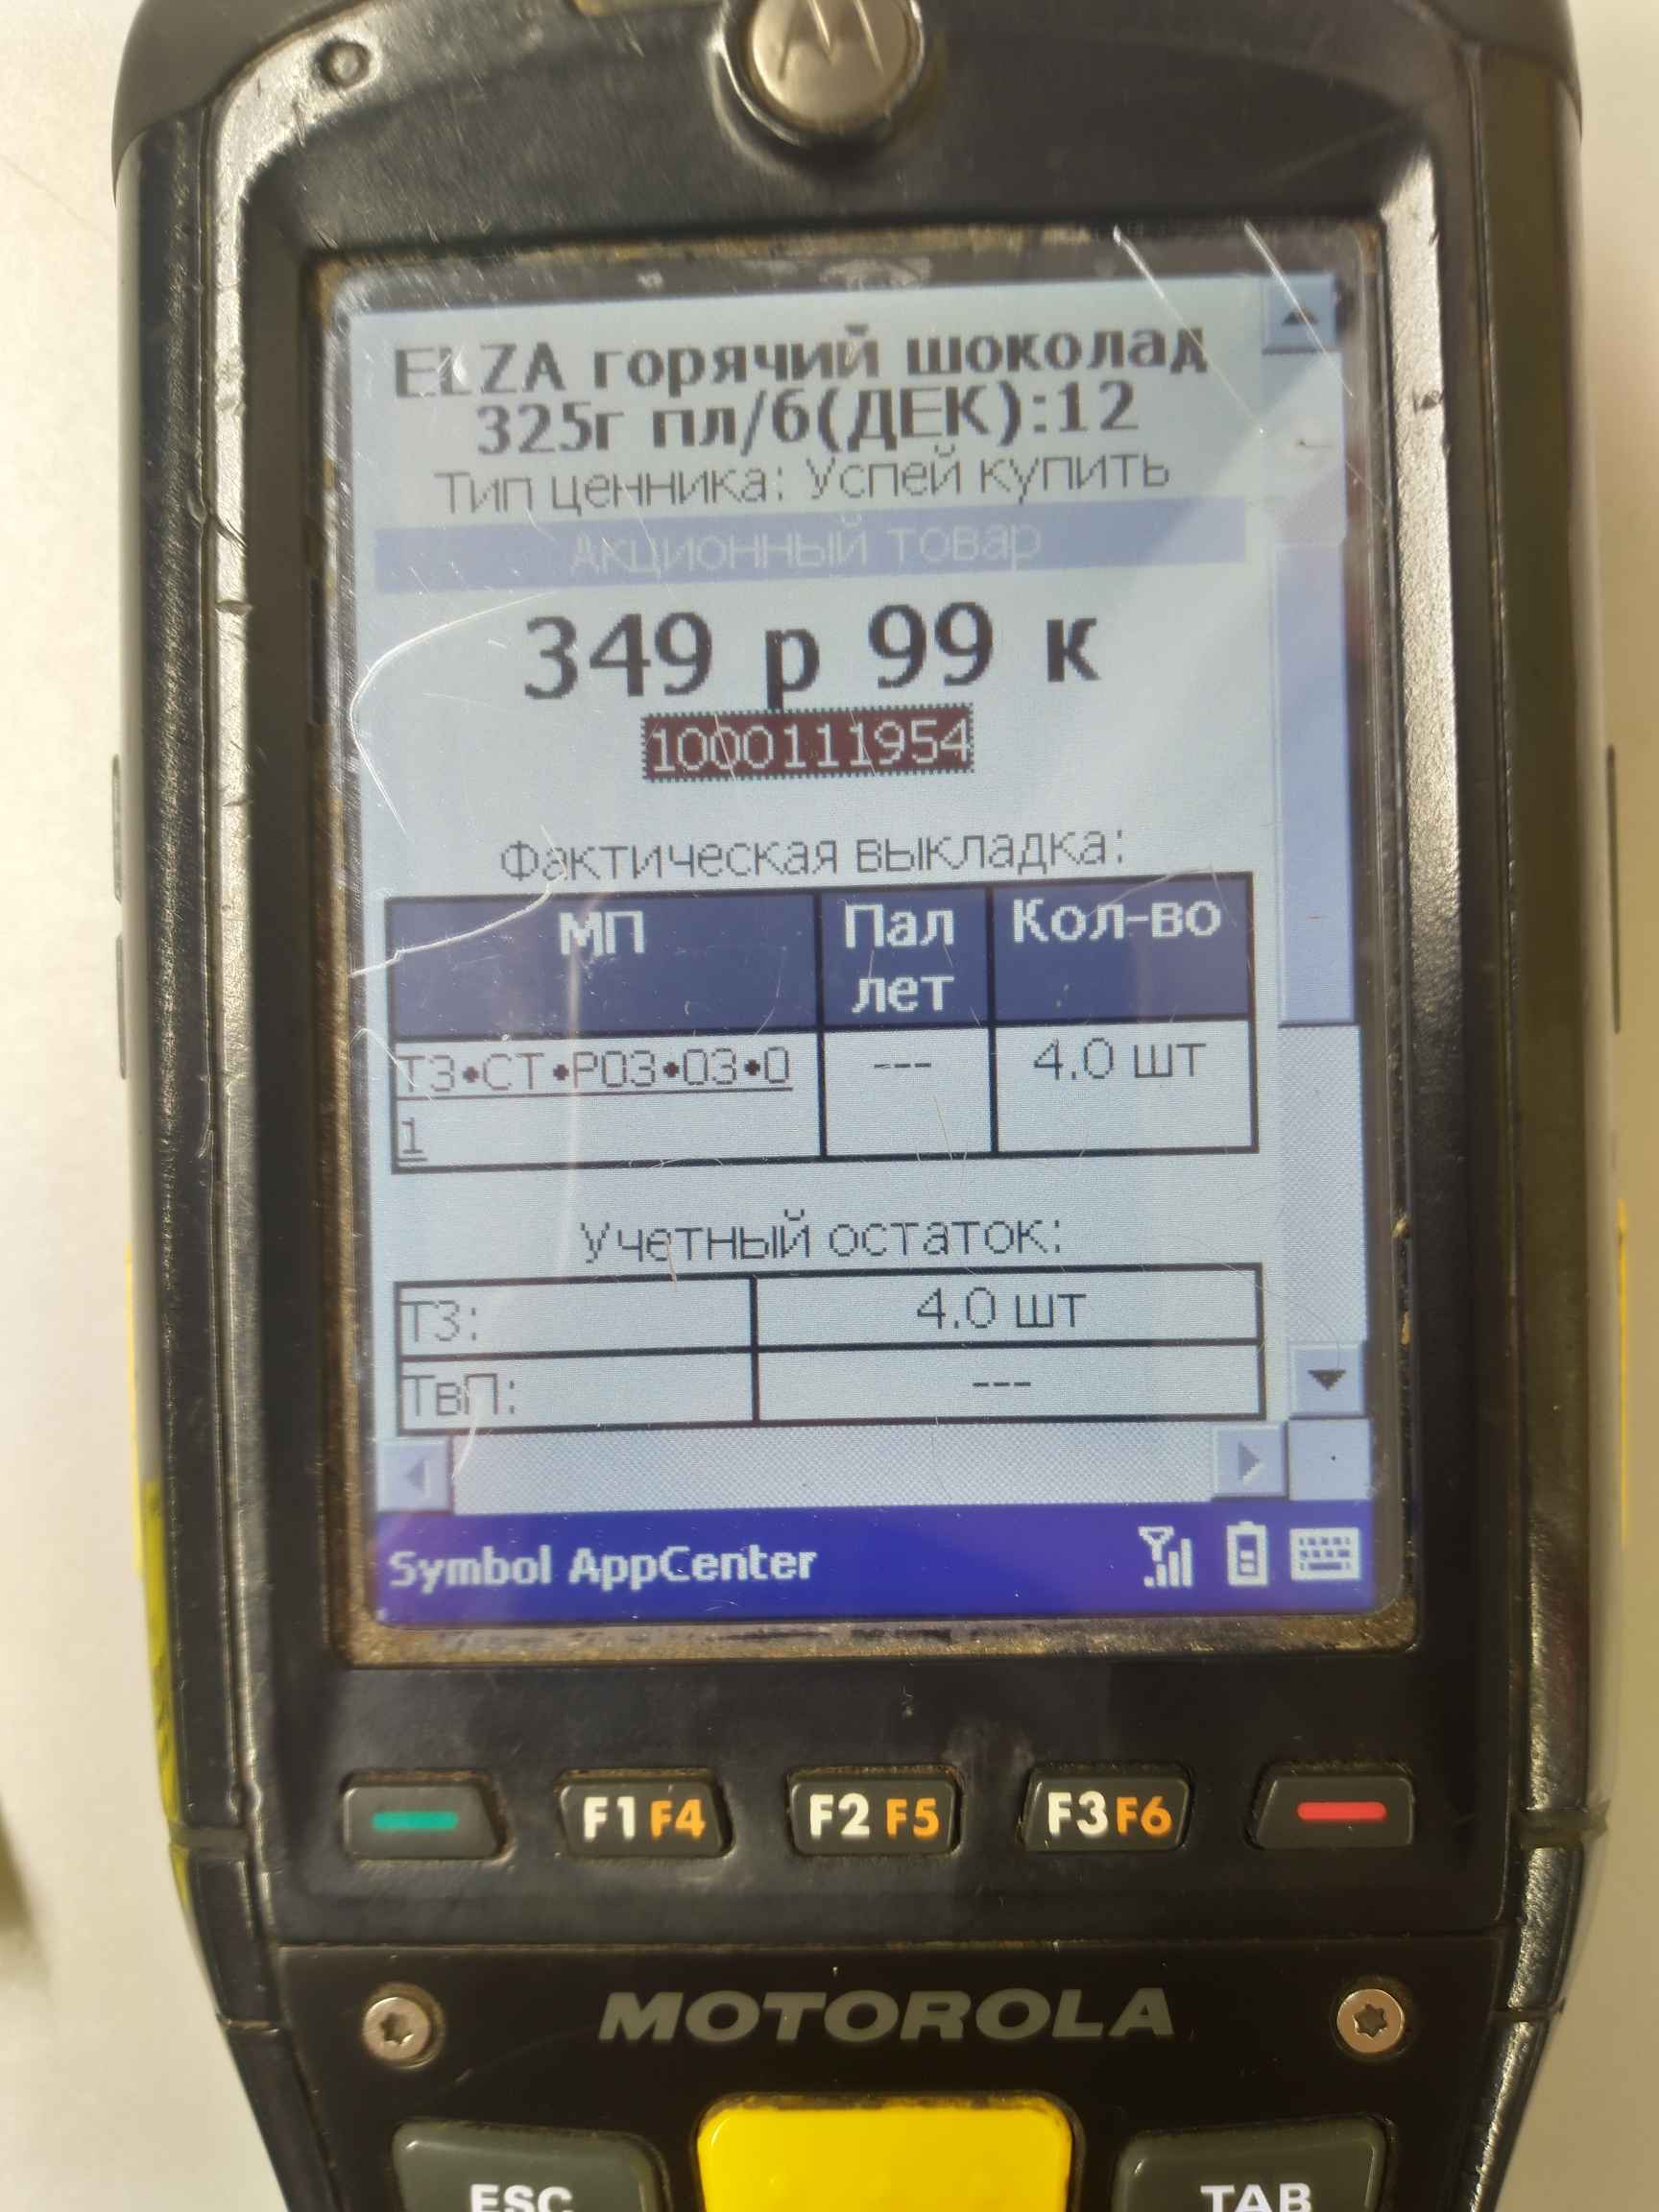 ELZA горячий шоколад
325г пл/б(ДЕК):12
Тип ценника: Успей купить
Акционный товар
349 р 99 к
1000111954
Фактическая выкладка:
МП Пал Кол-во
лет
ТЗ•СТ•Р03•03•0 --- 4.0 шт
1
Учетный остаток:
ТЗ: 4.0 шт
ТвП: ---
Symbol AppCenter
F1 F4 F2 F5 F3 F6
MOTOROLA
ESC TAB